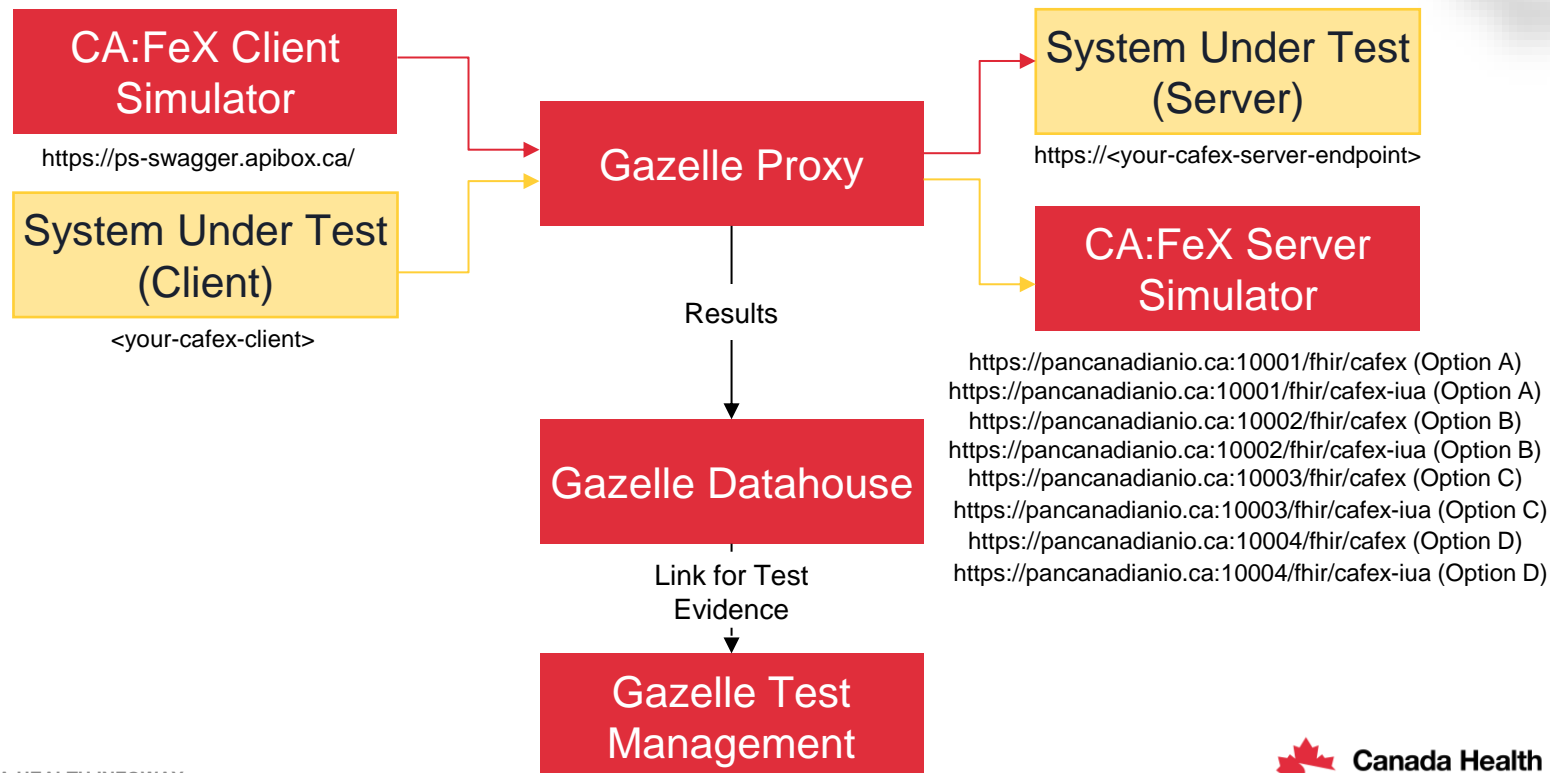 CA:FeX Client
Simulator
https://ps-swagger.apibox.ca/
System Under Test
(Client)
<your-cafex-client>
Gazelle Proxy
System Under Test
(Server)
https://<your-cafex-server-endpoint>
CA:FeX Server
Simulator
https://pancanadianio.ca:10001/fhir/cafex (Option A)
https://pancanadianio.ca:10001/fhir/cafex-iua (Option A)
https://pancanadianio.ca:10002/fhir/cafex (Option B)
https://pancanadianio.ca:10002/fhir/cafex-iua (Option B)
https://pancanadianio.ca:10003/fhir/cafex (Option C)
https://pancanadianio.ca:10003/fhir/cafex-iua (Option C)
https://pancanadianio.ca:10004/fhir/cafex (Option D)
https://pancanadianio.ca:10004/fhir/cafex-iua (Option D)
Results
Gazelle Datahouse
Link for Test
Evidence
Gazelle Test
Management
Canada Health